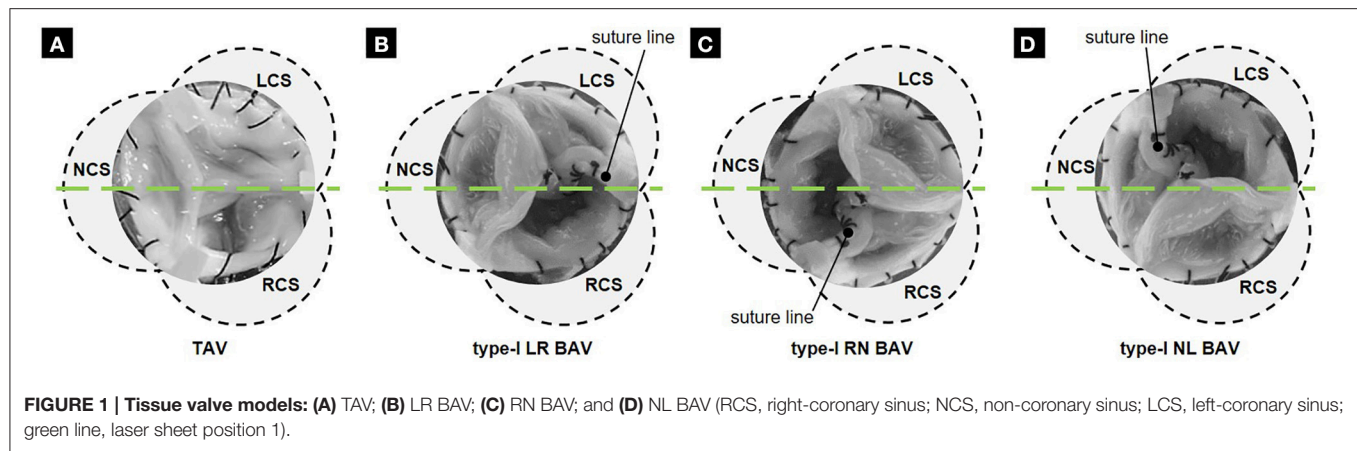 A
LCS
NCS
RCS
TAV
B
suture line
LCS
NCS
RCS
type-I LR BAV
C
LCS
NCS
RCS
suture line
type-I RN BAV
D
suture line
LCS
NCS
RCS
type-I NL BAV
FIGURE 1 | Tissue valve models: (A) TAV; (B) LR BAV; (C) RN BAV; and (D) NL BAV (RCS, right-coronary sinus; NCS, non-coronary sinus; LCS, left-coronary sinus;
green line, laser sheet position 1).